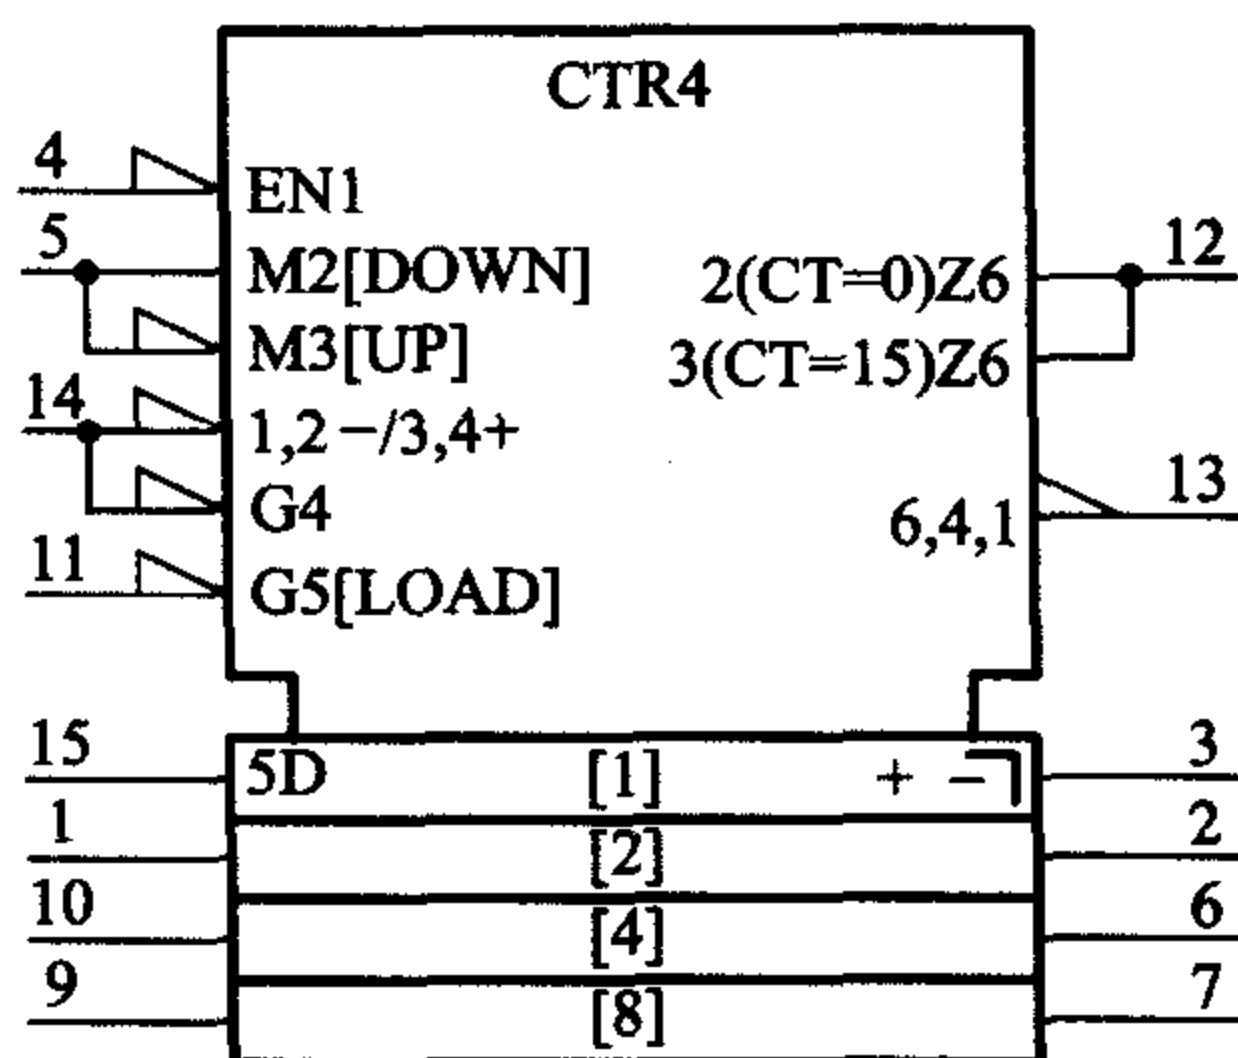 CTR4
4 EN1
5 M2[DOWN] 2(CT=0)Z6 12
M3[UP] 3(CT=15)Z6
14 1,2−/3,4+
G4 6,4,1 13
11 G5[LOAD]
15 5D [1] + − 3
1 [2] 2
10 [4] 6
9 [8] 7